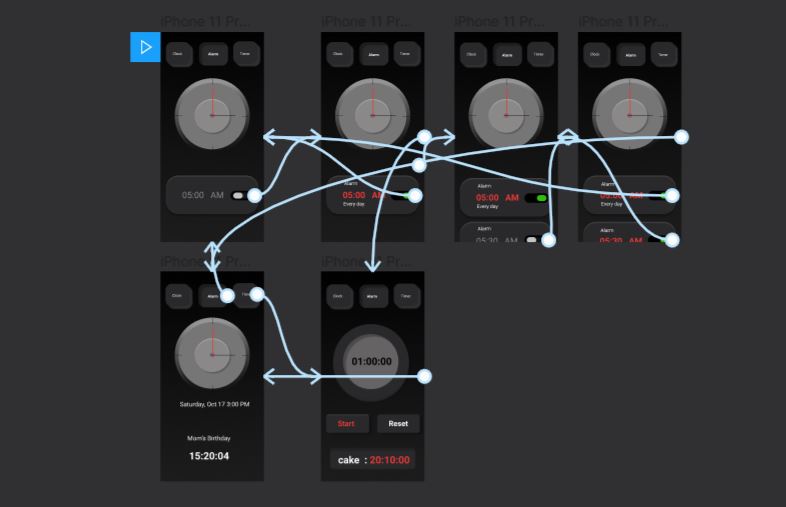 iPhone 11 Pr...
iPhone 11 Pr...
iPhone 11 Pr...
iPhone 11 Pr...
Clock Alarm Timer
Clock Alarm Timer
Clock Alarm Timer
Clock Alarm Timer
05:00 AM
Alarm
05:00 AM
Every day
Alarm
05:00 AM
Every day
Alarm
05:30 AM
Alarm
05:00 AM
Every day
Alarm
05:30 AM
iPhone 11 Pr...
iPhone 11 Pr...
Clock Alarm Timer
Clock Alarm Timer
Saturday, Oct 17 3:00 PM
Mom's Birthday
15:20:04
01:00:00
Start Reset
cake : 20:10:00